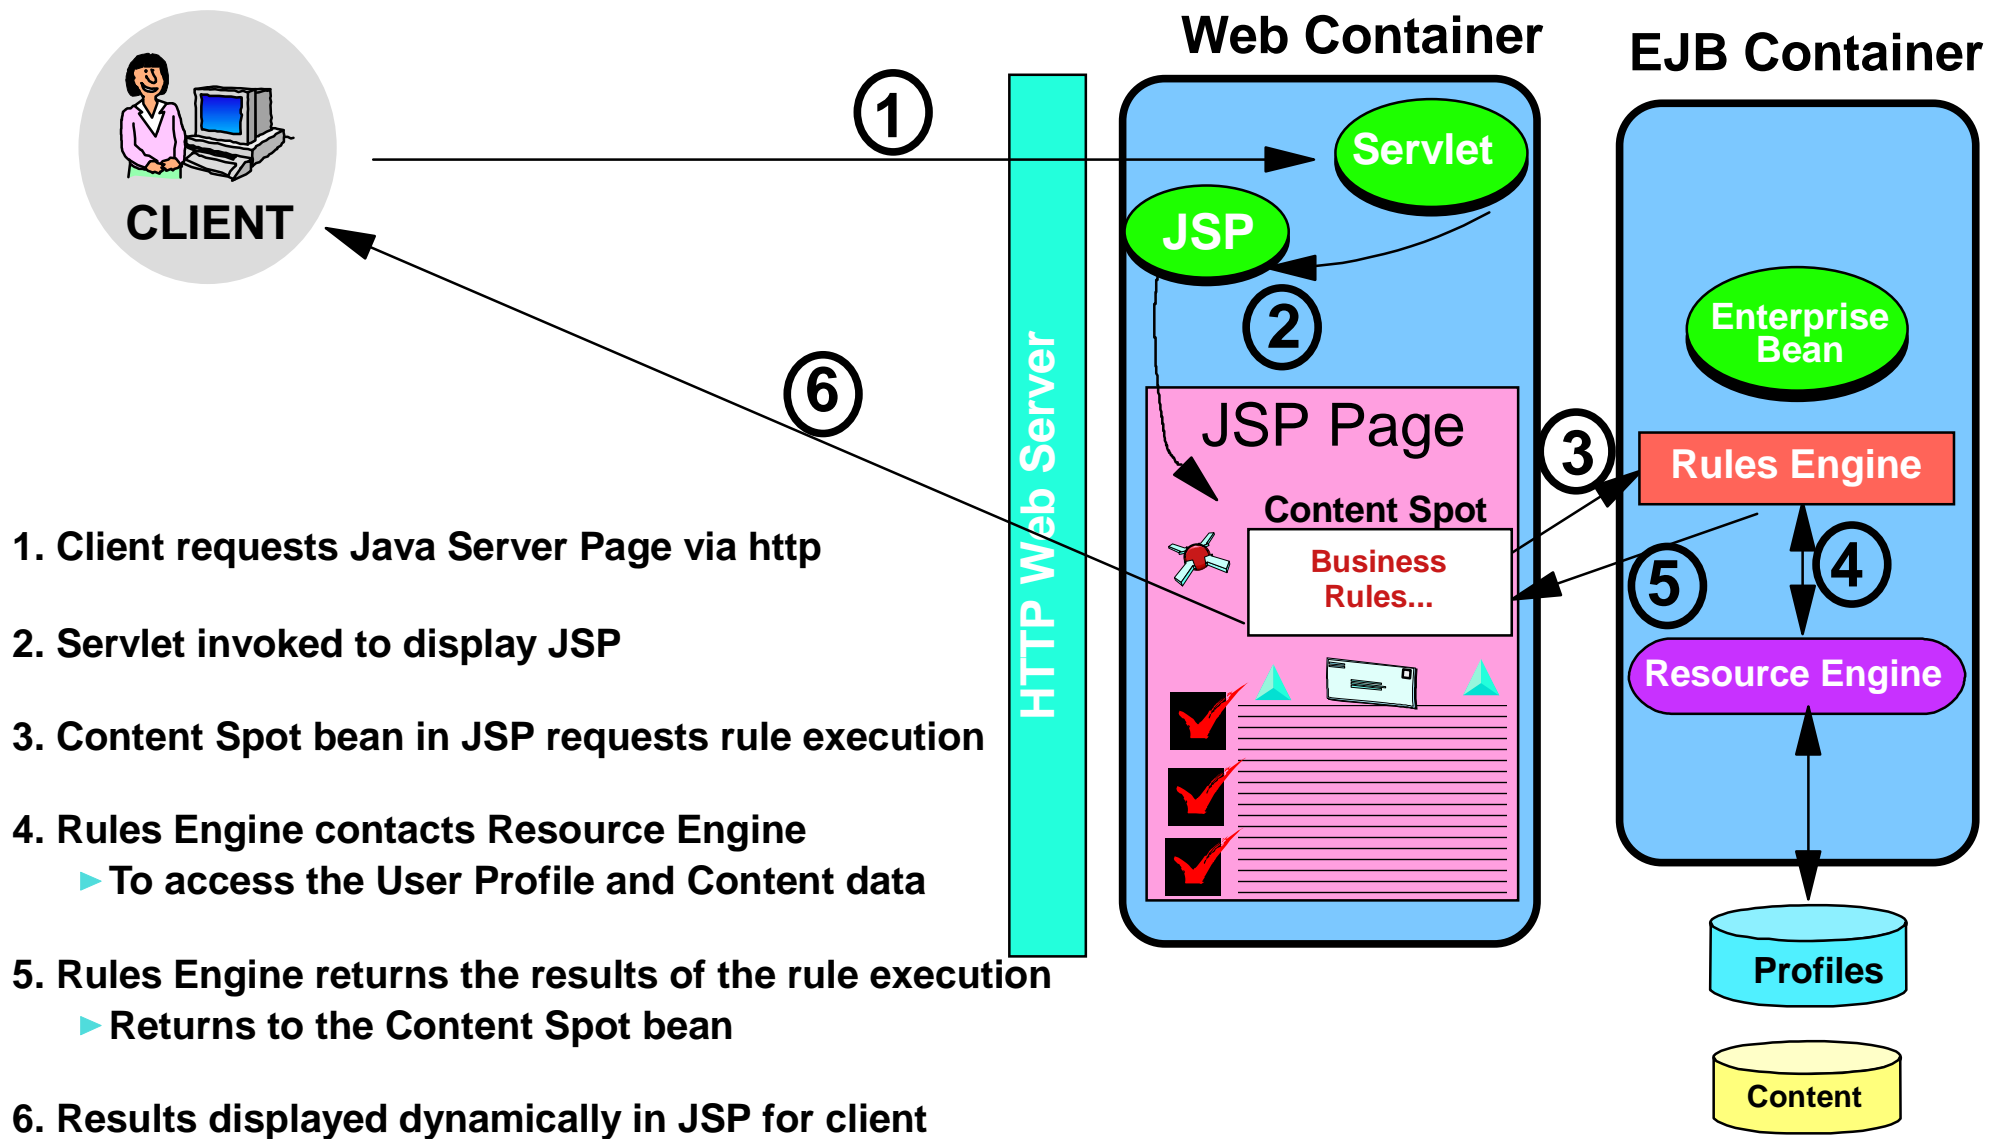 Web Container
EJB Container
1
Servlet
CLIENT
JSP
2
Enterprise
Bean
6
HTTP Web Server
JSP Page
3
Rules Engine
Content Spot
Business
Rules...
4
5
Resource Engine
1. Client requests Java Server Page via http
2. Servlet invoked to display JSP
3. Content Spot bean in JSP requests rule execution
4. Rules Engine contacts Resource Engine
To access the User Profile and Content data
5. Rules Engine returns the results of the rule execution
Returns to the Content Spot bean
6. Results displayed dynamically in JSP for client
Profiles
Content